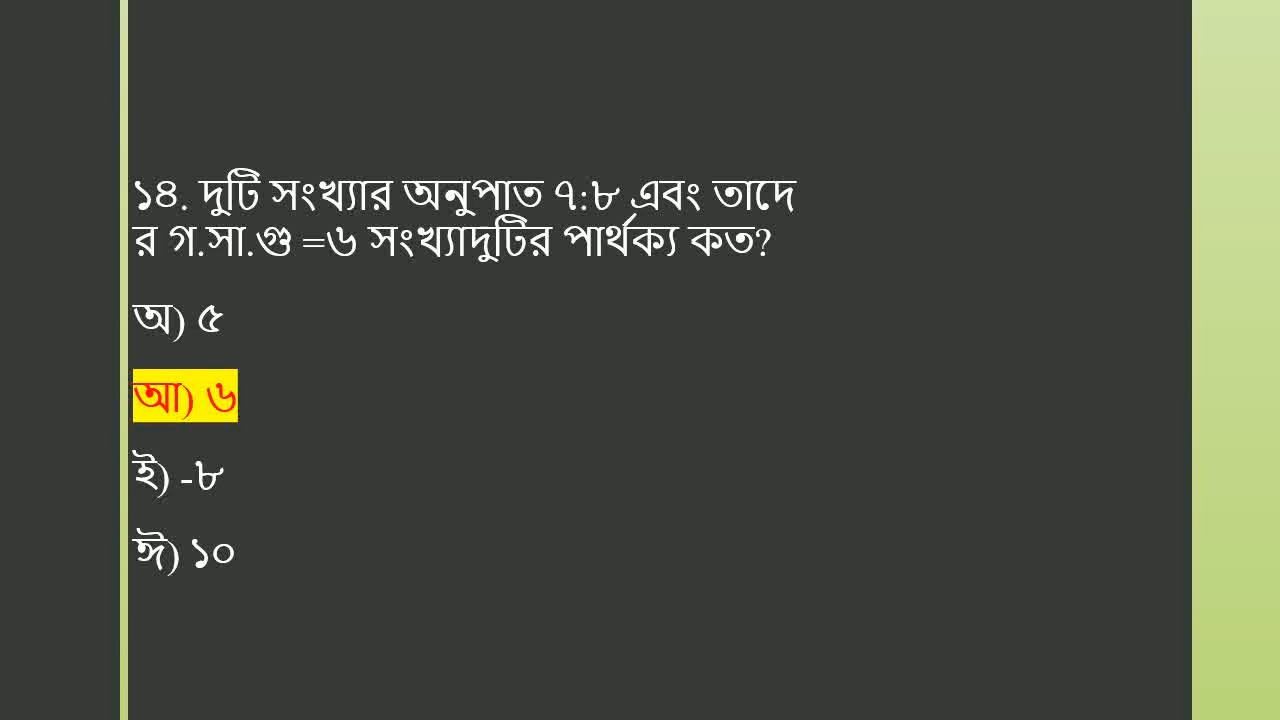 ১৪. দুটি সংখ্যার অনুপাত ৭:৮ এবং তাদে
র গ.সা.গু =৬ সংখ্যাদুটির পার্থক্য কত?
অ) ৫
আ) ৬
ই) -৮
ঈ) ১০